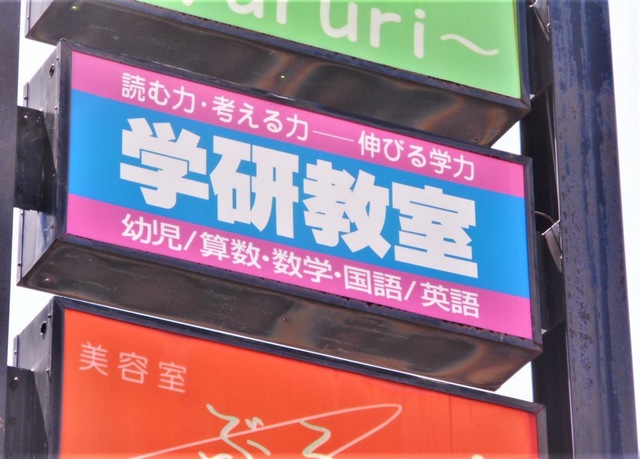 ruri～
読む力・考える力──伸びる学力
学研教室
幼児/算数・数学・国語/英語
美容室